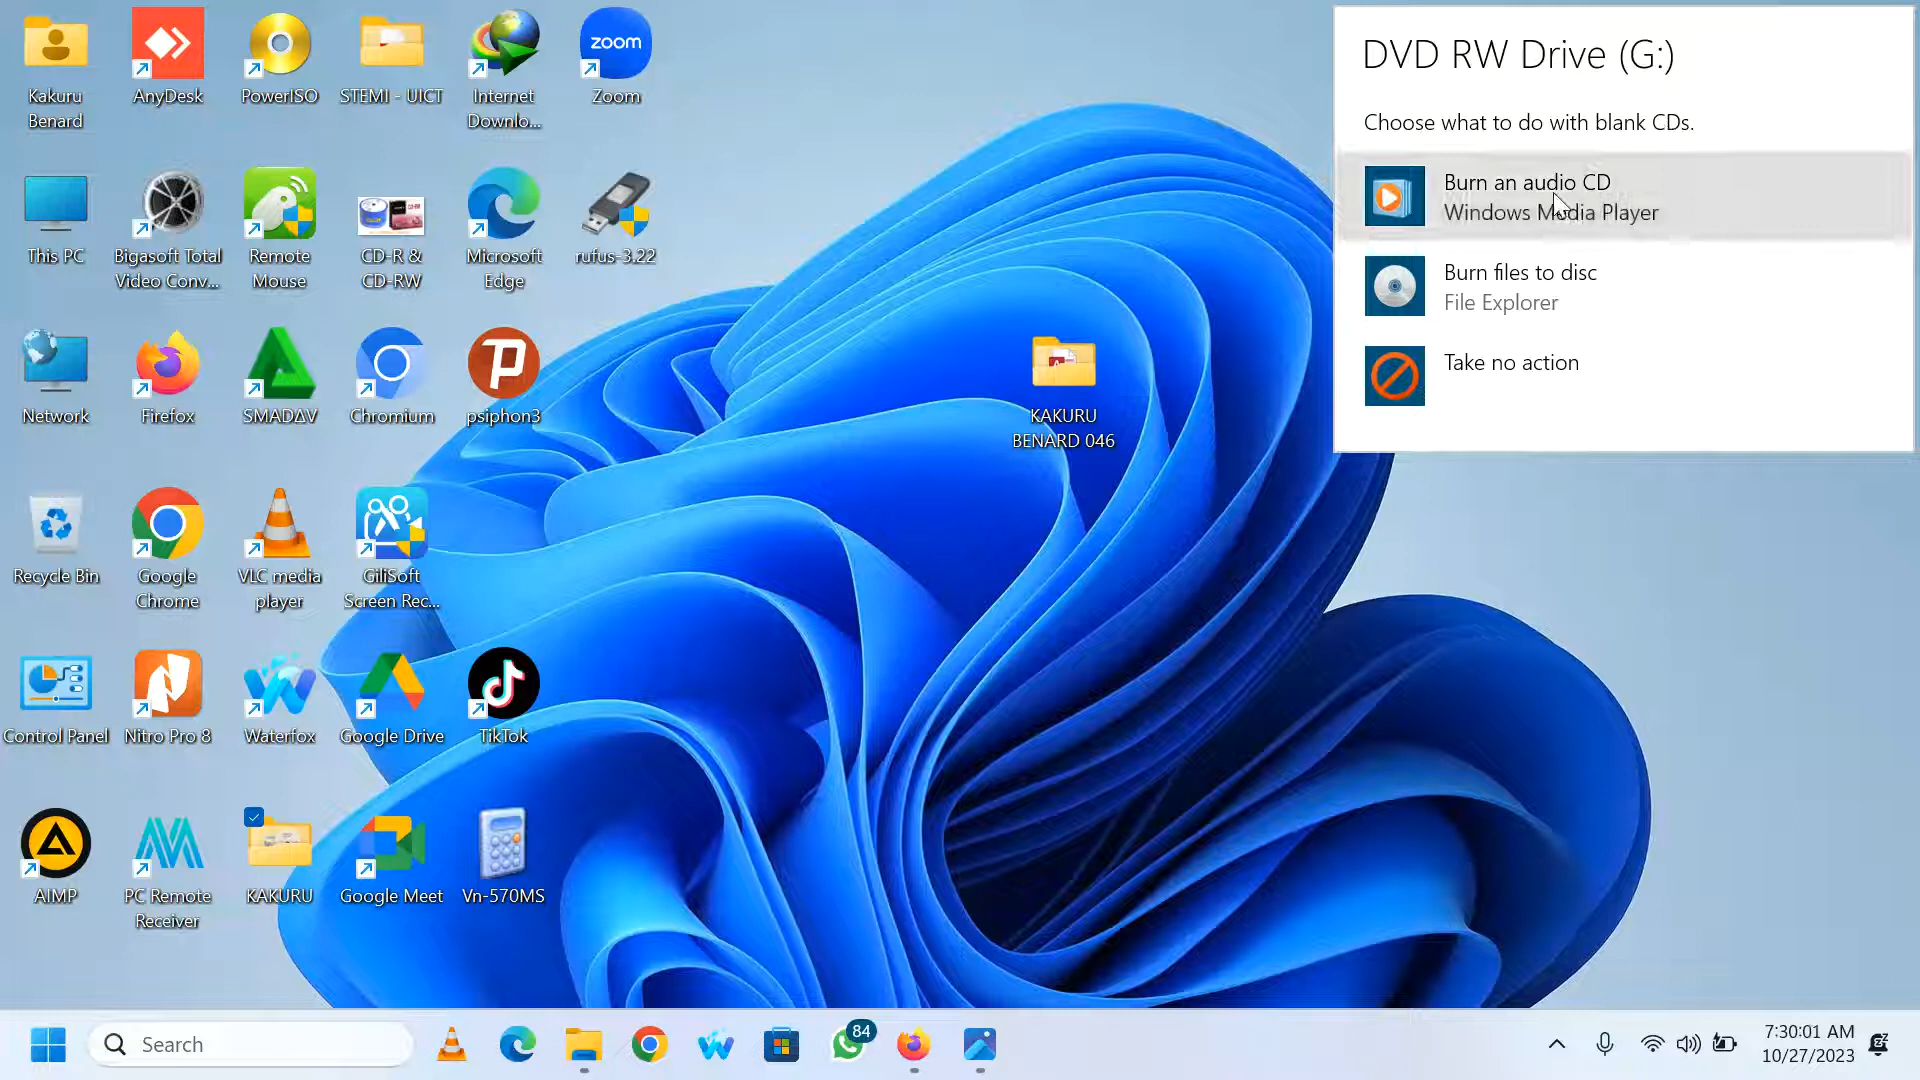 Kakuru
Benard
AnyDesk
PowerISO
STEMI - UICT
Internet
Downlo...
zoom
Zoom
This PC
Bigasoft Total
Video Conv...
Remote
Mouse
CD-R &
CD-RW
Microsoft
Edge
rufus-3.22
Network
Firefox
SMADΔV
Chromium
psiphon3
Recycle Bin
Google
Chrome
VLC media
player
GiliSoft
Screen Rec...
Control Panel
Nitro Pro 8
Waterfox
Google Drive
TikTok
AIMP
PC Remote
Receiver
KAKURU
Google Meet
Vn-570MS
KAKURU
BENARD 046
DVD RW Drive (G:)
Choose what to do with blank CDs.
Burn an audio CD
Windows Media Player
Burn files to disc
File Explorer
Take no action
Search
84
7:30:01 AM
10/27/2023